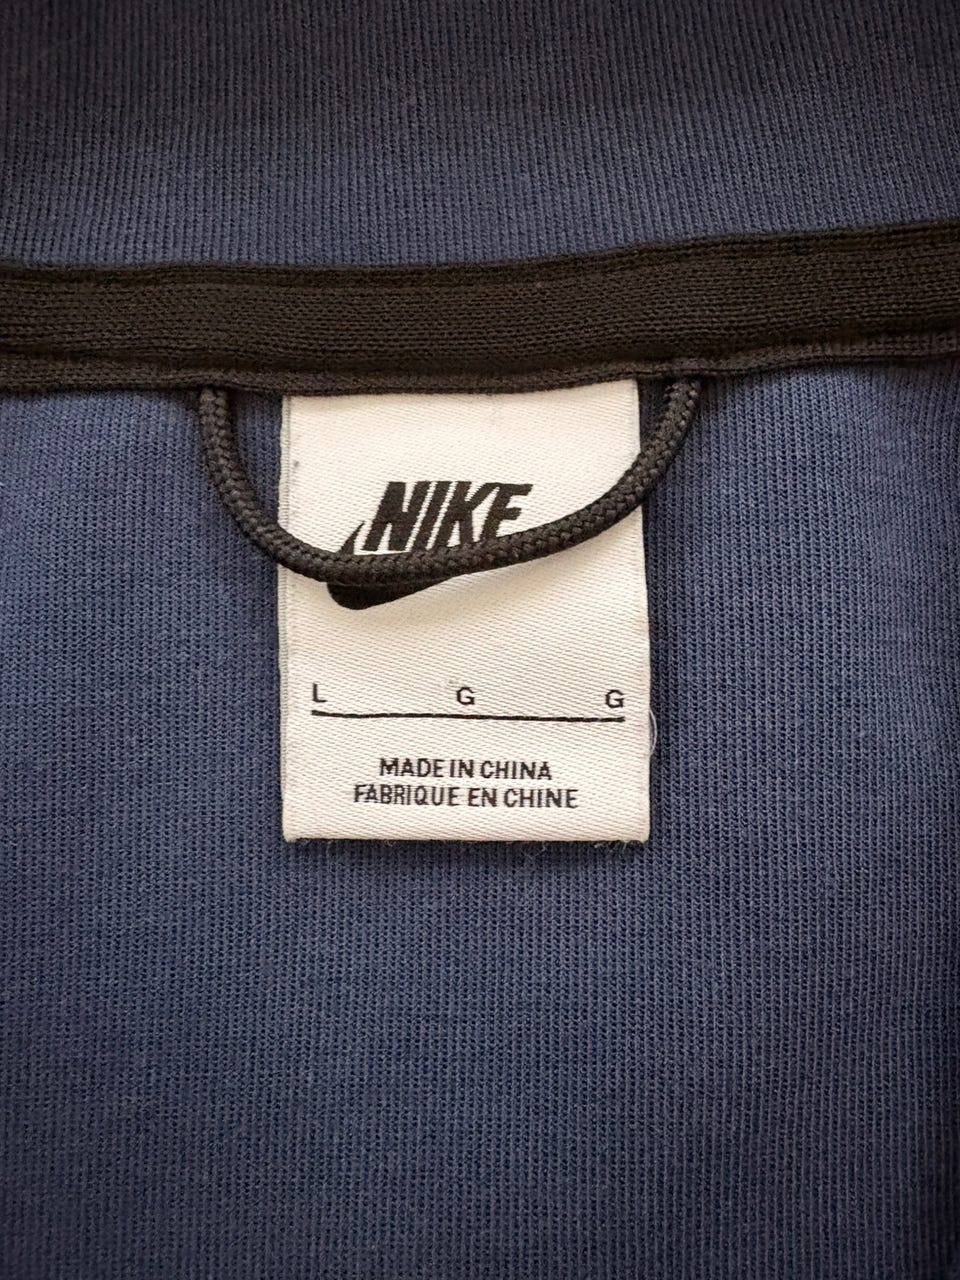 NIKE
L G G
MADE IN CHINA
FABRIQUE EN CHINE